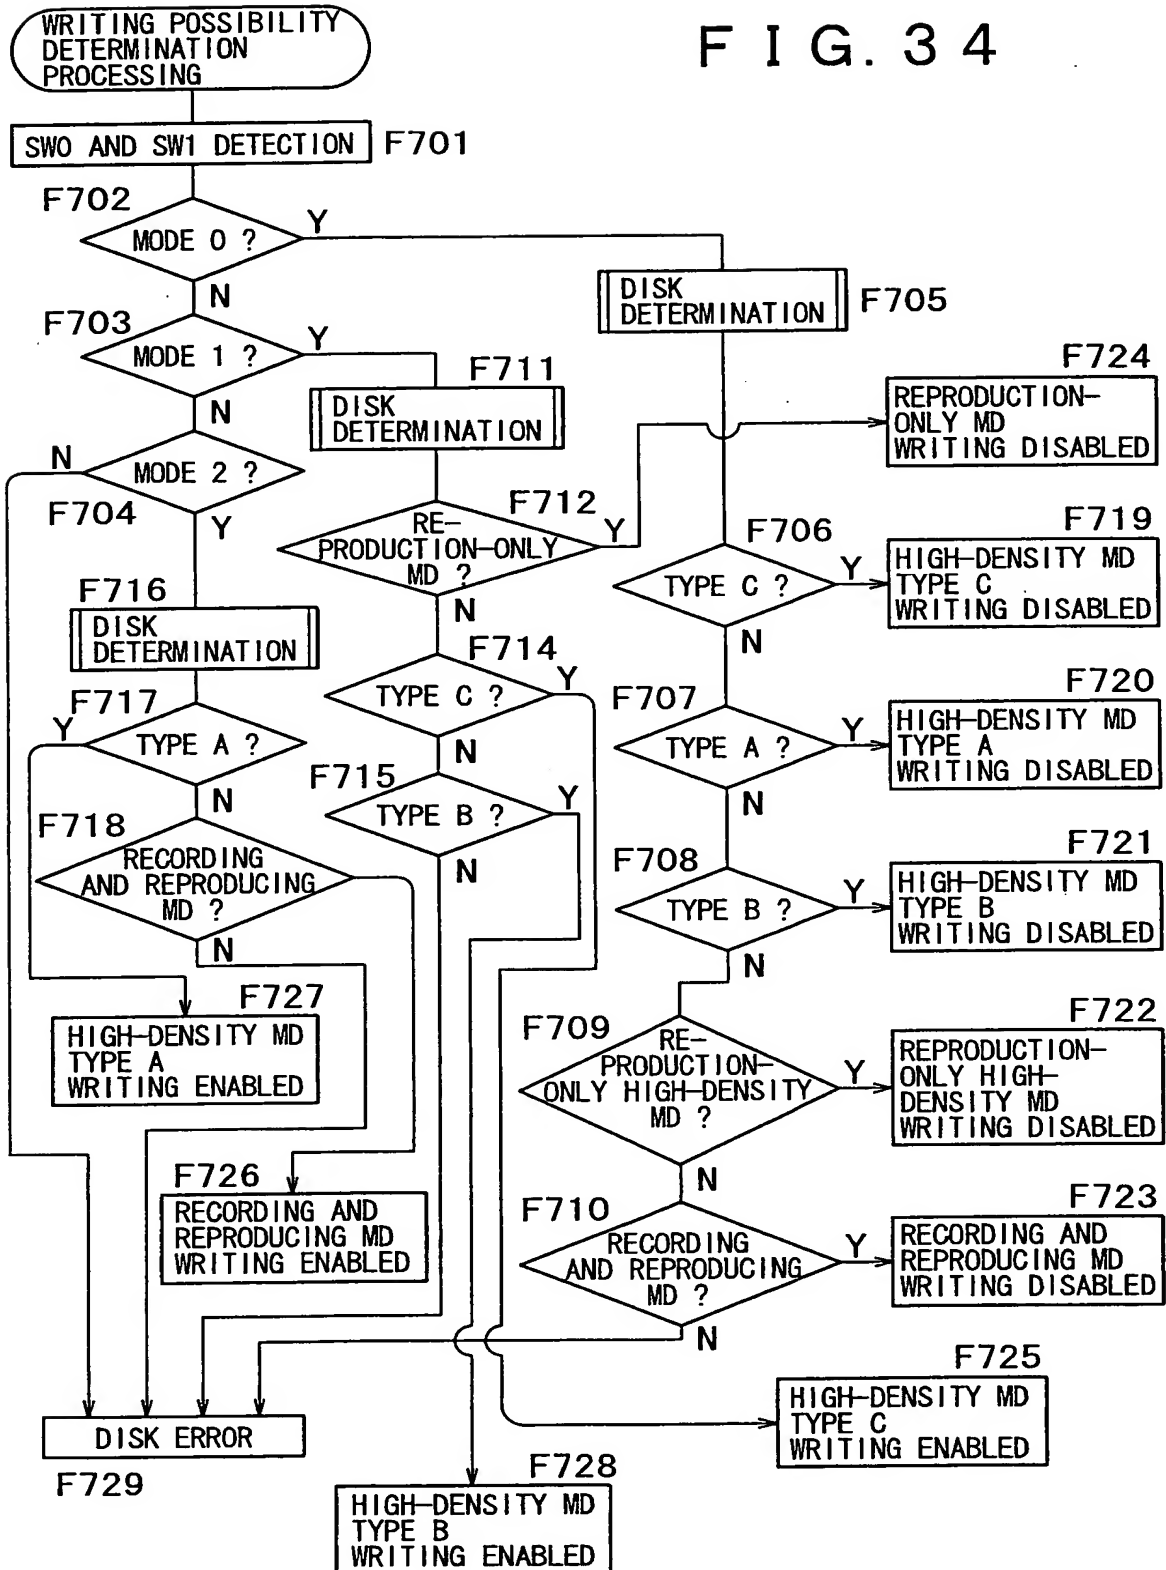 WRITING POSSIBILITY
DETERMINATION
PROCESSING
FIG. 34
SW0 AND SW1 DETECTION
F701
F702
MODE 0 ?
Y
N
DISK
DETERMINATION
F705
F703
MODE 1 ?
Y
N
F711
DISK
DETERMINATION
F724
REPRODUCTION-
ONLY MD
WRITING DISABLED
N
MODE 2 ?
F704
Y
F712
RE-
PRODUCTION-ONLY
MD ?
Y
N
F706
TYPE C ?
Y
N
F719
HIGH-DENSITY MD
TYPE C
WRITING DISABLED
F716
DISK
DETERMINATION
F714
TYPE C ?
Y
N
F707
TYPE A ?
Y
N
F720
HIGH-DENSITY MD
TYPE A
WRITING DISABLED
F717
Y
TYPE A ?
N
F715
TYPE B ?
Y
N
F718
RECORDING
AND REPRODUCING
MD ?
N
F708
TYPE B ?
Y
N
F721
HIGH-DENSITY MD
TYPE B
WRITING DISABLED
F727
HIGH-DENSITY MD
TYPE A
WRITING ENABLED
F709
RE-
PRODUCTION-
ONLY HIGH-DENSITY
MD ?
Y
N
F722
REPRODUCTION-
ONLY HIGH-
DENSITY MD
WRITING DISABLED
F726
RECORDING AND
REPRODUCING MD
WRITING ENABLED
F710
RECORDING
AND REPRODUCING
MD ?
Y
N
F723
RECORDING AND
REPRODUCING MD
WRITING DISABLED
F725
HIGH-DENSITY MD
TYPE C
WRITING ENABLED
DISK ERROR
F729
F728
HIGH-DENSITY MD
TYPE B
WRITING ENABLED